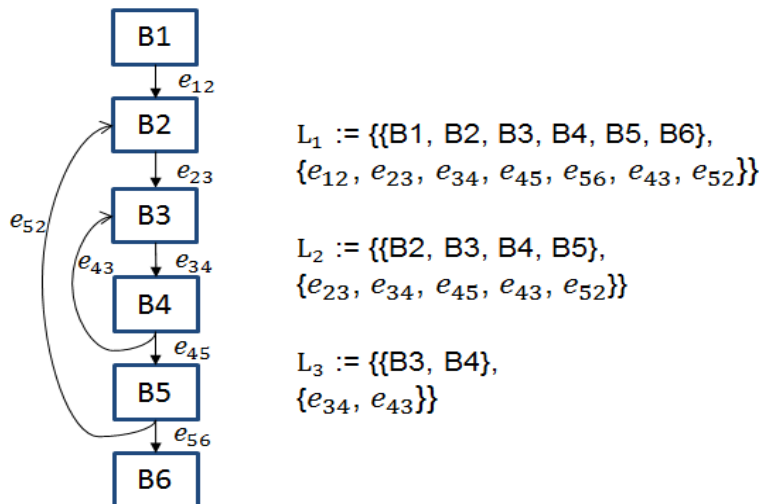 B1
e₁₂
B2
e₂₃
B3
e₅₂
e₄₃
e₃₄
B4
e₄₅
B5
e₅₆
B6
L₁ := {{B1, B2, B3, B4, B5, B6},
{e₁₂, e₂₃, e₃₄, e₄₅, e₅₆, e₄₃, e₅₂}}
L₂ := {{B2, B3, B4, B5},
{e₂₃, e₃₄, e₄₅, e₄₃, e₅₂}}
L₃ := {{B3, B4},
{e₃₄, e₄₃}}